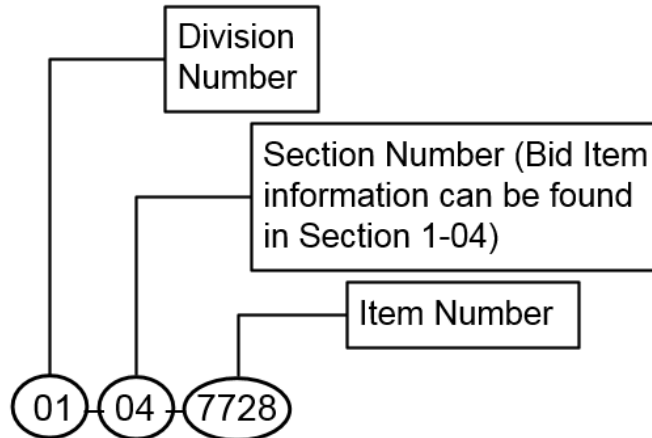 Division
Number
Section Number (Bid Item
information can be found
in Section 1-04)
Item Number
01-04-7728